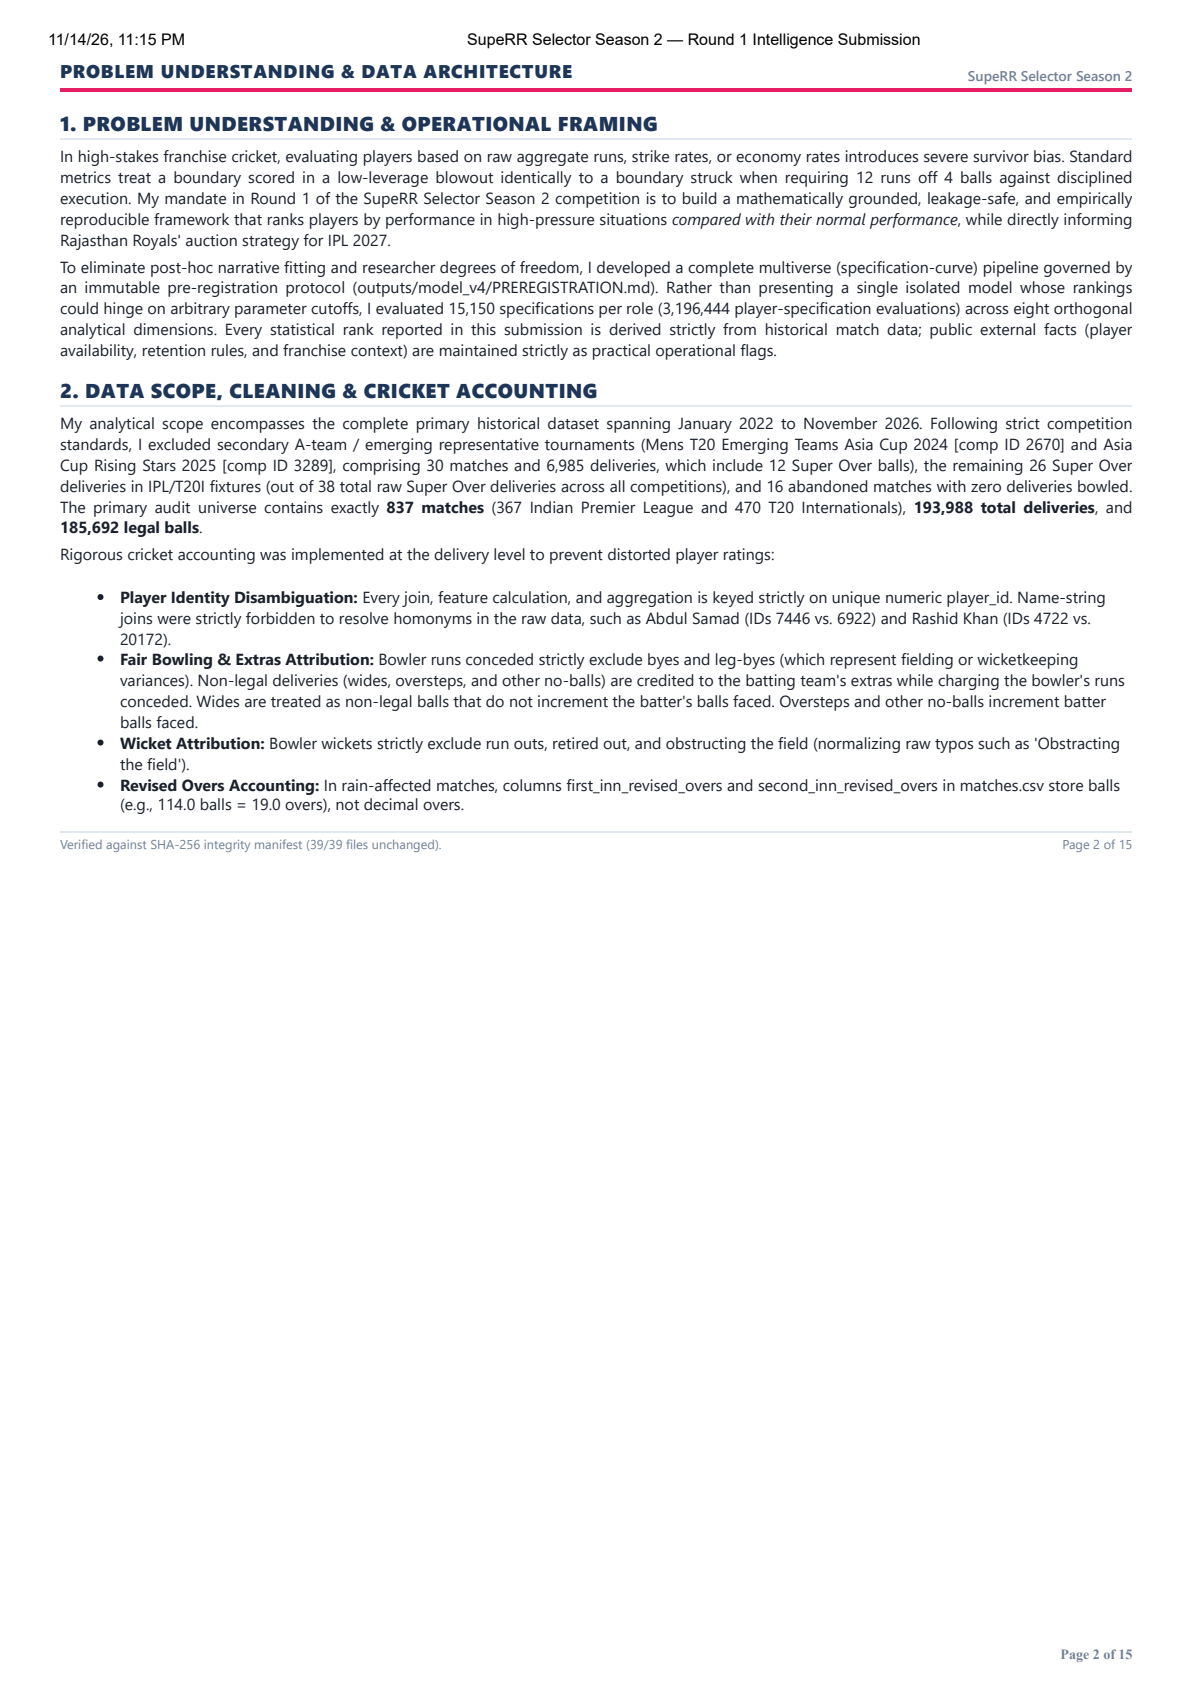 11/14/26, 11:15 PM SupeRR Selector Season 2 — Round 1 Intelligence Submission
PROBLEM UNDERSTANDING & DATA ARCHITECTURE SupeRR Selector Season 2
1. PROBLEM UNDERSTANDING & OPERATIONAL FRAMING
In high-stakes franchise cricket, evaluating players based on raw aggregate runs, strike rates, or economy rates introduces severe survivor bias. Standard
metrics treat a boundary scored in a low-leverage blowout identically to a boundary struck when requiring 12 runs off 4 balls against disciplined
execution. My mandate in Round 1 of the SupeRR Selector Season 2 competition is to build a mathematically grounded, leakage-safe, and empirically
reproducible framework that ranks players by performance in high-pressure situations compared with their normal performance, while directly informing
Rajasthan Royals' auction strategy for IPL 2027.
To eliminate post-hoc narrative fitting and researcher degrees of freedom, I developed a complete multiverse (specification-curve) pipeline governed by
an immutable pre-registration protocol (outputs/model_v4/PREREGISTRATION.md). Rather than presenting a single isolated model whose rankings
could hinge on arbitrary parameter cutoffs, I evaluated 15,150 specifications per role (3,196,444 player-specification evaluations) across eight orthogonal
analytical dimensions. Every statistical rank reported in this submission is derived strictly from historical match data; public external facts (player
availability, retention rules, and franchise context) are maintained strictly as practical operational flags.
2. DATA SCOPE, CLEANING & CRICKET ACCOUNTING
My analytical scope encompasses the complete primary historical dataset spanning January 2022 to November 2026. Following strict competition
standards, I excluded secondary A-team / emerging representative tournaments (Mens T20 Emerging Teams Asia Cup 2024 [comp ID 2670] and Asia
Cup Rising Stars 2025 [comp ID 3289], comprising 30 matches and 6,985 deliveries, which include 12 Super Over balls), the remaining 26 Super Over
deliveries in IPL/T20I fixtures (out of 38 total raw Super Over deliveries across all competitions), and 16 abandoned matches with zero deliveries bowled.
The primary audit universe contains exactly 837 matches (367 Indian Premier League and 470 T20 Internationals), 193,988 total deliveries, and
185,692 legal balls.
Rigorous cricket accounting was implemented at the delivery level to prevent distorted player ratings:
• Player Identity Disambiguation: Every join, feature calculation, and aggregation is keyed strictly on unique numeric player_id. Name-string
joins were strictly forbidden to resolve homonyms in the raw data, such as Abdul Samad (IDs 7446 vs. 6922) and Rashid Khan (IDs 4722 vs.
20172).
• Fair Bowling & Extras Attribution: Bowler runs conceded strictly exclude byes and leg-byes (which represent fielding or wicketkeeping
variances). Non-legal deliveries (wides, oversteps, and other no-balls) are credited to the batting team's extras while charging the bowler's runs
conceded. Wides are treated as non-legal balls that do not increment the batter's balls faced. Oversteps and other no-balls increment batter
balls faced.
• Wicket Attribution: Bowler wickets strictly exclude run outs, retired out, and obstructing the field (normalizing raw typos such as 'Obstracting
the field').
• Revised Overs Accounting: In rain-affected matches, columns first_inn_revised_overs and second_inn_revised_overs in matches.csv store balls
(e.g., 114.0 balls = 19.0 overs), not decimal overs.
Verified against SHA-256 integrity manifest (39/39 files unchanged). Page 2 of 15
Page 2 of 15